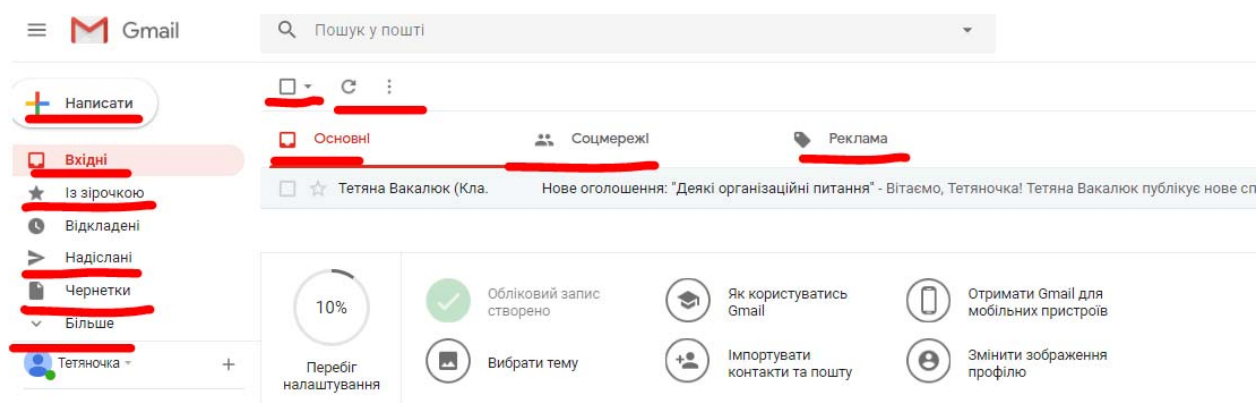 Gmail
Пошук у пошті
Написати
Вхідні
Із зірочкою
Відкладені
Надіслані
Чернетки
Більше
Тетяночка
Основні
Соцмережі
Реклама
Тетяна Вакалюк (Кла.
Нове оголошення: "Деякі організаційні питання" - Вітаємо, Тетяночка! Тетяна Вакалюк публікує нове сп
10%
Перебіг
налаштування
Обліковий запис
створено
Як користуватись
Gmail
Отримати Gmail для
мобільних пристроїв
Вибрати тему
Імпортувати
контакти та пошту
Змінити зображення
профілю